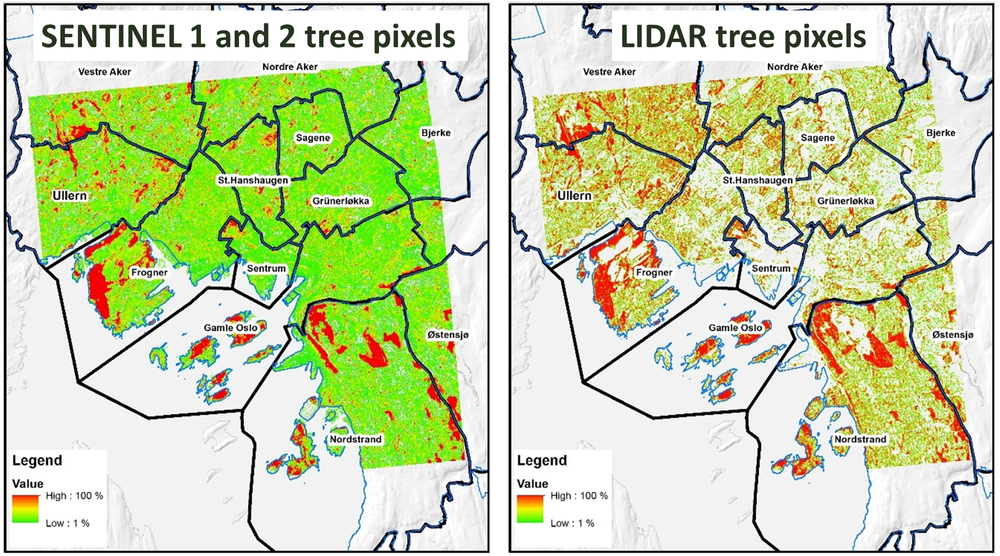 SENTINEL 1 and 2 tree pixels
Vestre Aker
Nordre Aker
Bjerke
Sagene
St.Hanshaugen
Ullern
Grünerløkka
Sentrum
Frogner
Gamle Oslo
Østensjø
Nordstrand
Legend
Value
High : 100 %
Low : 1 %
LIDAR tree pixels
Vestre Aker
Nordre Aker
Bjerke
Sagene
St.Hanshaugen
Ullern
Grünerløkka
Sentrum
Frogner
Gamle Oslo
Østensjø
Nordstrand
Legend
Value
High : 100 %
Low : 1 %